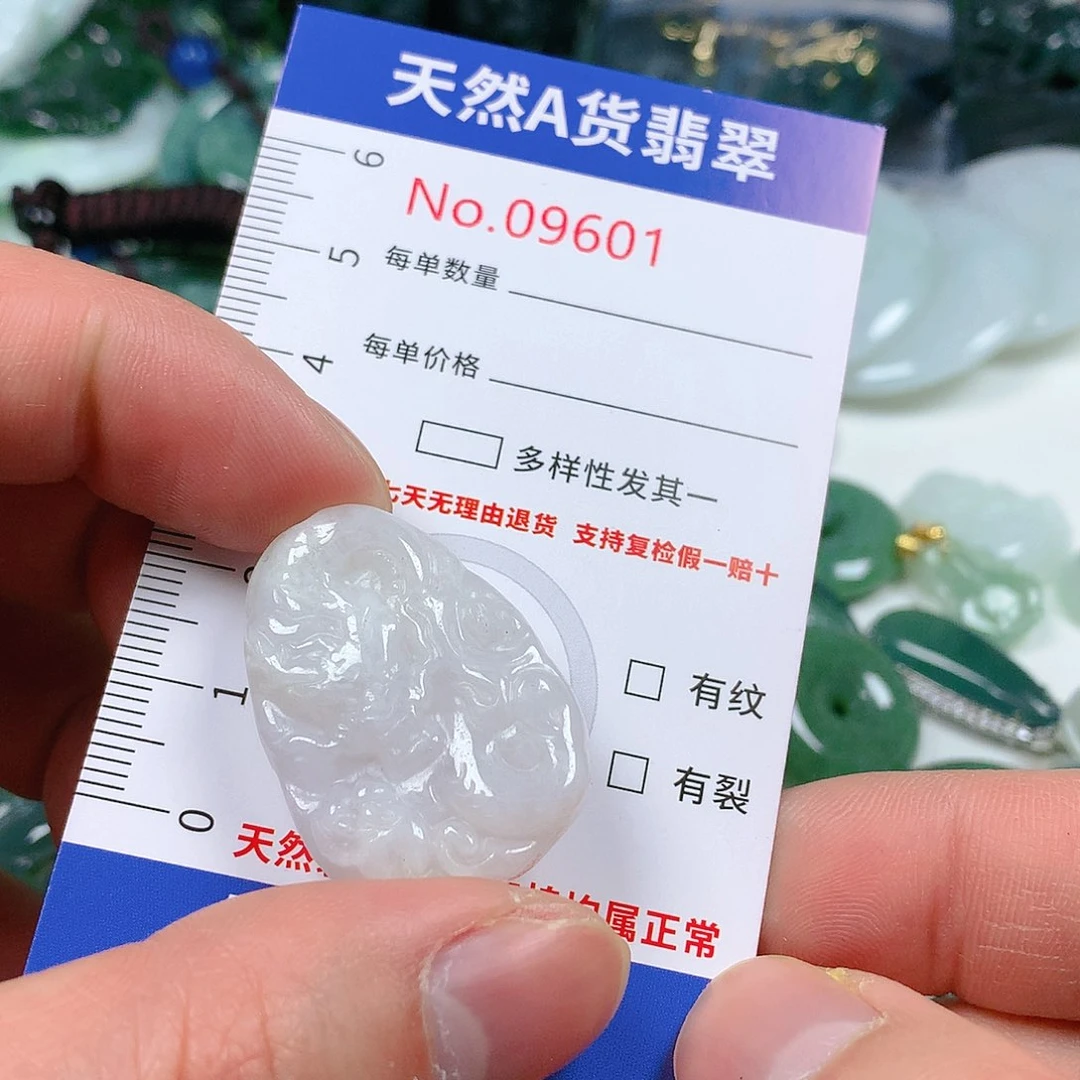 天然A货翡翠
No.09601
每单数量
每单价格
多样性发其一
七天无理由退货 支持复检假一赔十
有纹
有裂
天然
属正常
6
5
4
1
0